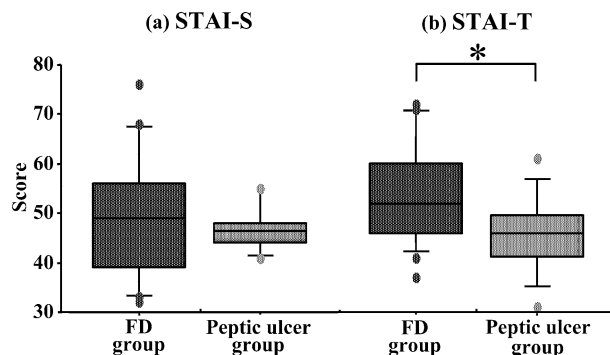 (a) STAI-S
(b) STAI-T
*
80
70
60
50
40
30
Score
FD
group
Peptic ulcer
group
FD
group
Peptic ulcer
group